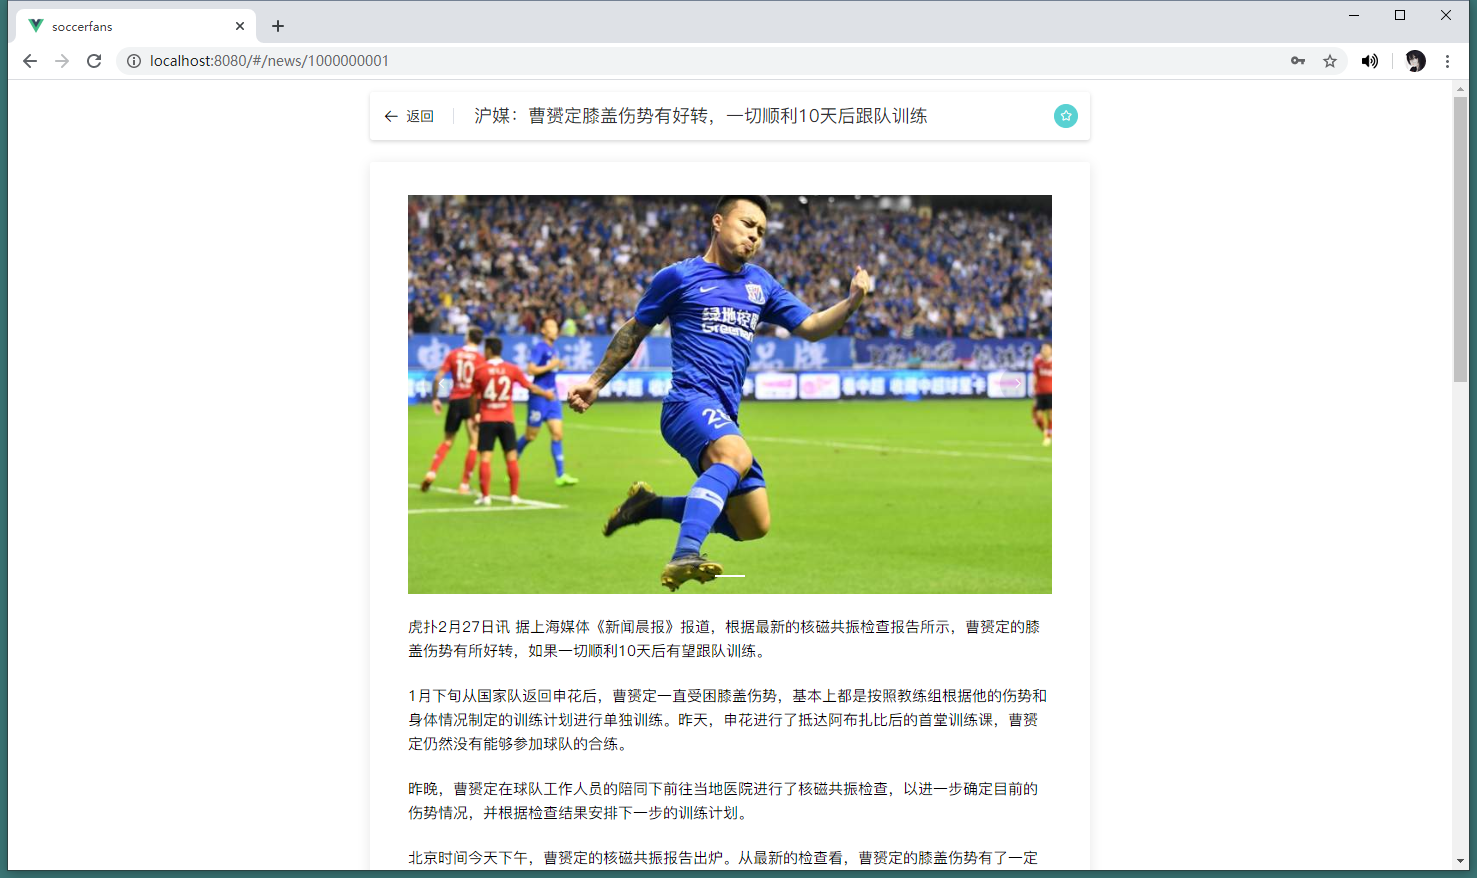 soccerfans
localhost:8080/#/news/1000000001
返回
沪媒：曹赟定膝盖伤势有好转，一切顺利10天后跟队训练
绿地控股
Greenland
10
42
28
20
品牌
看中超
虎扑2月27日讯 据上海媒体《新闻晨报》报道，根据最新的核磁共振检查报告所示，曹赟定的膝
盖伤势有所好转，如果一切顺利10天后有望跟队训练。
1月下旬从国家队返回申花后，曹赟定一直受困膝盖伤势，基本上都是按照教练组根据他的伤势和
身体情况制定的训练计划进行单独训练。昨天，申花进行了抵达阿布扎比后的首堂训练课，曹赟
定仍然没有能够参加球队的合练。
昨晚，曹赟定在球队工作人员的陪同下前往当地医院进行了核磁共振检查，以进一步确定目前的
伤势情况，并根据检查结果安排下一步的训练计划。
北京时间今天下午，曹赟定的核磁共振报告出炉。从最新的检查看，曹赟定的膝盖伤势有了一定